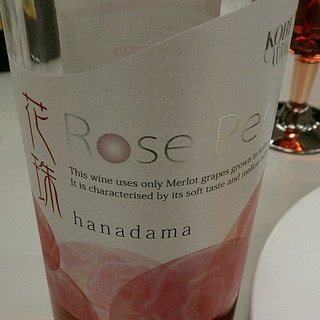 KOBE
花珠
Rose Pe
This wine uses only Merlot grapes grown in
It is characterised by its soft taste and
hanadama